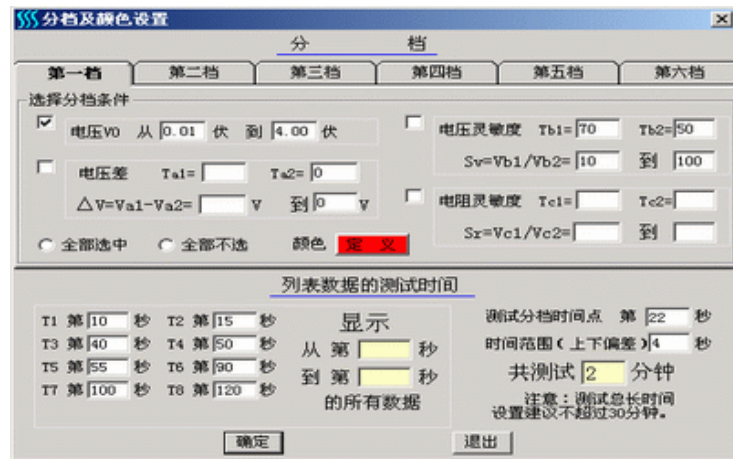 分档及颜色设置
分 档
第一档 第二档 第三档 第四档 第五档 第六档
选择分档条件
电压V0 从 0.01 伏 到 4.00 伏
电压灵敏度 Tb1= 70 Tb2= 50
Sv=Vb1/Vb2= 10 到 100
电压差 Ta1= Ta2= 0
△V=Va1-Va2= V 到 0 V
电阻灵敏度 Tc1= Tc2=
Sr=Vc1/Vc2= 到
全部选中 全部不选 颜色 定 义
列表数据的测试时间
T1 第 10 秒 T2 第 15 秒
T3 第 40 秒 T4 第 50 秒
T5 第 55 秒 T6 第 90 秒
T7 第 100 秒 T8 第 120 秒
显示
从 第 秒
到 第 秒
的所有数据
测试分档时间点 第 22 秒
时间范围(上下偏差) 4 秒
共测试 2 分钟
注意：测试总长时间
设置建议不超过30分钟。
确定 退出